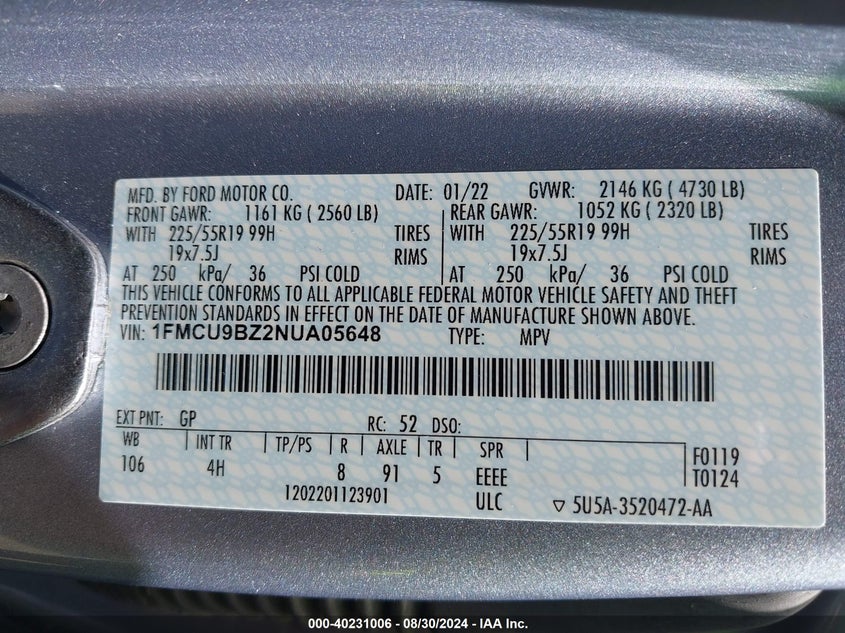 MFD. BY FORD MOTOR CO. DATE: 01/22 GVWR: 2146 KG ( 4730 LB)
FRONT GAWR: 1161 KG ( 2560 LB) REAR GAWR: 1052 KG ( 2320 LB)
WITH 225/55R19 99H TIRES WITH 225/55R19 99H TIRES
19x7.5J RIMS 19x7.5J RIMS
AT 250 kPa/ 36 PSI COLD AT 250 kPa/ 36 PSI COLD
THIS VEHICLE CONFORMS TO ALL APPLICABLE FEDERAL MOTOR VEHICLE SAFETY AND THEFT
PREVENTION STANDARDS IN EFFECT ON THE DATE OF MANUFACTURE SHOWN ABOVE.
VIN: 1FMCU9BZ2NUA05648 TYPE: MPV
EXT PNT: GP RC: 52 DSO:
WB INT TR TP/PS R AXLE TR SPR F0119
106 4H 8 91 5 EEEE T0124
1202201123901 ULC ▽ 5U5A-3520472-AA
000-40231006 - 08/30/2024 - IAA Inc.